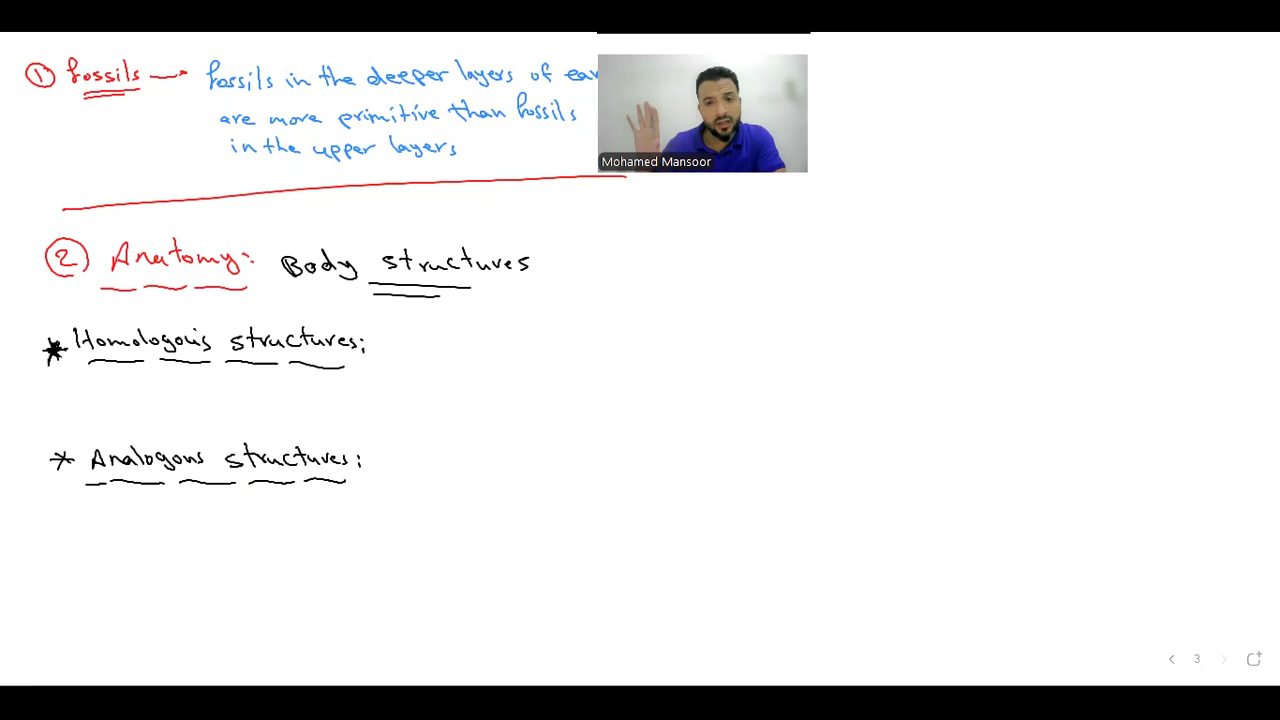 ① fossils → fossils in the deeper layers of ear
are more primitive than fossils
in the upper layers
Mohamed Mansoor
② Anatomy: Body structures
* Homologous structures:
* Analogous structures:
3